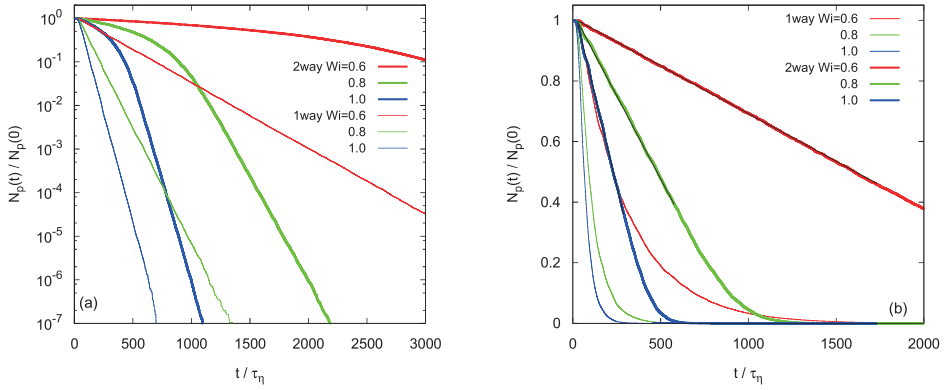 10^0
10^-1
10^-2
10^-3
10^-4
10^-5
10^-6
10^-7
N_p(t) / N_p(0)
2way Wi=0.6
0.8
1.0
1way Wi=0.6
0.8
1.0
(a)
0 500 1000 1500 2000 2500 3000
t / τ_η
1
0.8
0.6
0.4
0.2
0
N_p(t) / N_p(0)
1way Wi=0.6
0.8
1.0
2way Wi=0.6
0.8
1.0
(b)
0 500 1000 1500 2000
t / τ_η